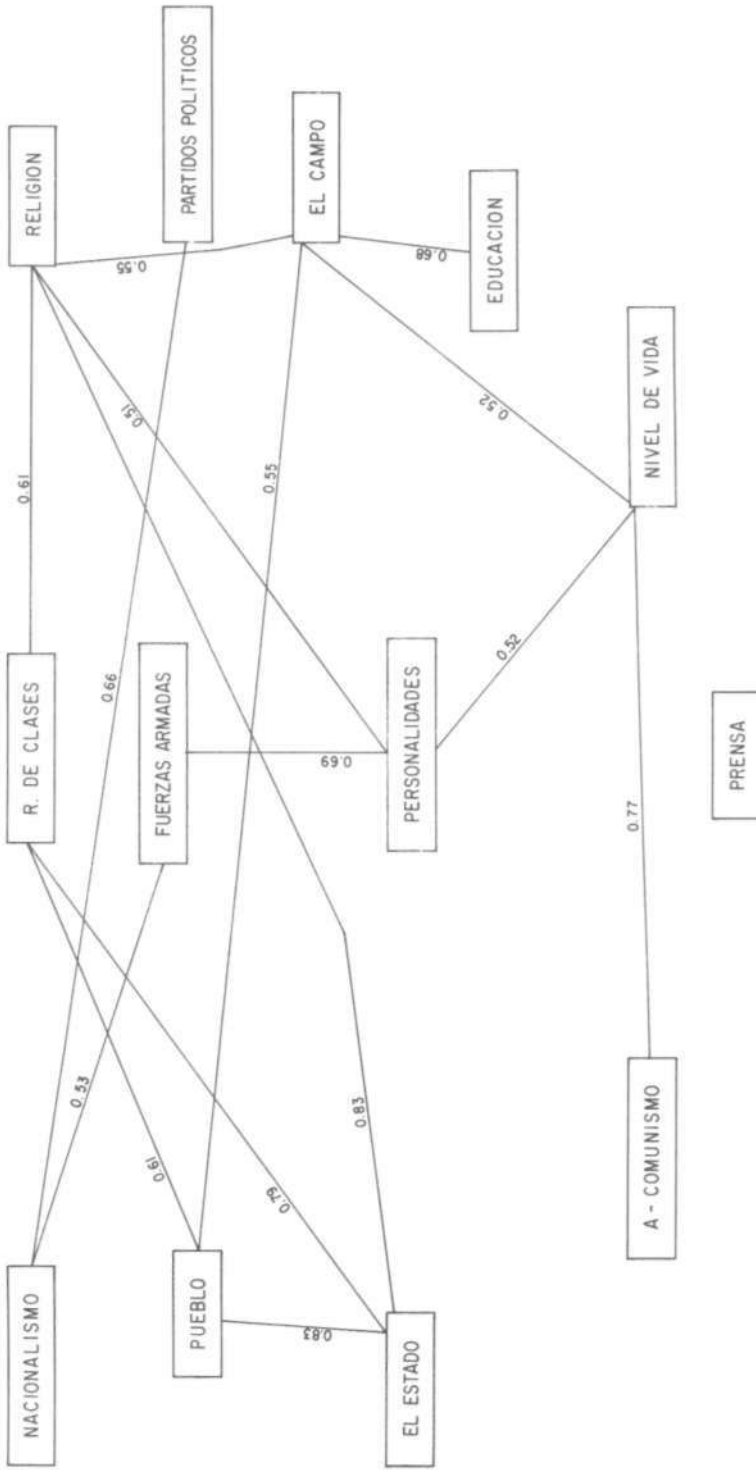 NACIONALISMO
R. DE CLASES
0.61
RELIGION
0.53
0.66
0.61
FUERZAS ARMADAS
0.55
PARTIDOS POLITICOS
PUEBLO
0.51
0.79
0.55
EL CAMPO
0.83
0.69
0.68
0.83
EL ESTADO
PERSONALIDADES
0.52
EDUCACION
0.52
A - COMUNISMO
0.77
NIVEL DE VIDA
PRENSA